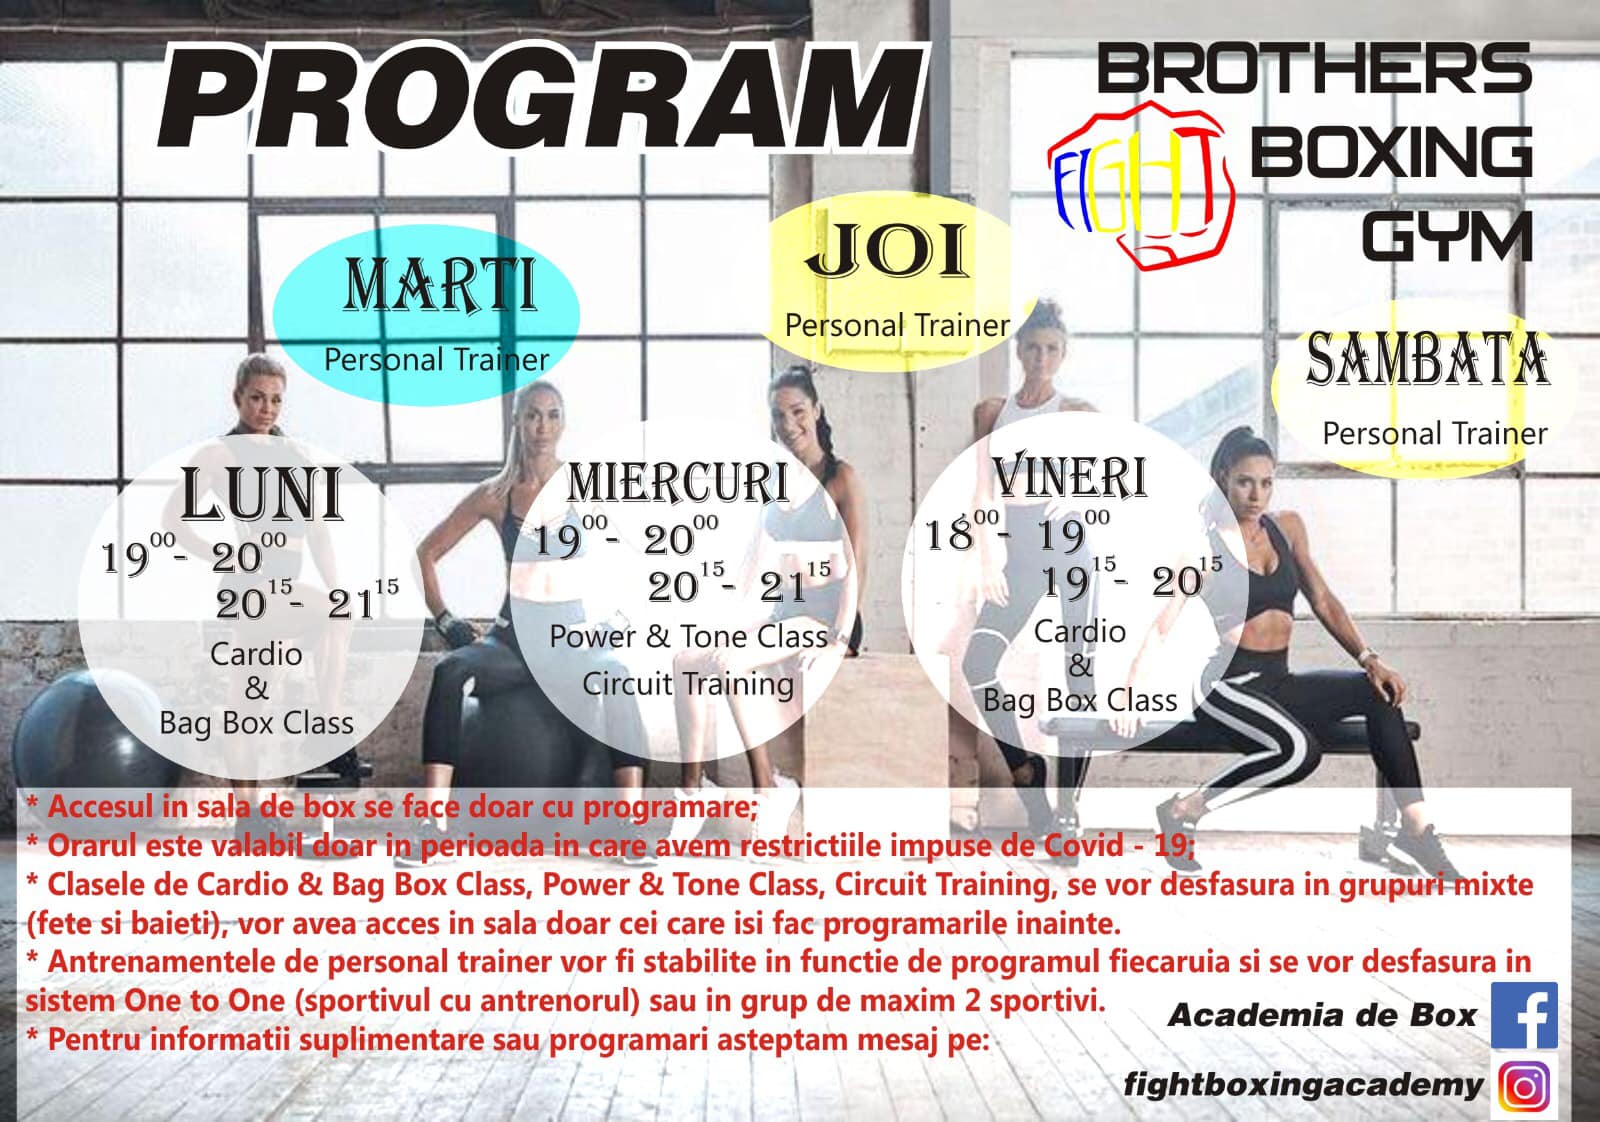 PROGRAM
BROTHERS
BOXING
GYM
FIGHT
MARTI
Personal Trainer
JOI
Personal Trainer
SAMBATA
Personal Trainer
LUNI
19⁰⁰- 20⁰⁰
20¹⁵- 21¹⁵
Cardio
&
Bag Box Class
MIERCURI
19⁰⁰- 20⁰⁰
20¹⁵- 21¹⁵
Power & Tone Class
Circuit Training
VINERI
18⁰⁰- 19⁰⁰
19¹⁵- 20¹⁵
Cardio
&
Bag Box Class
* Accesul in sala de box se face doar cu programare;
* Orarul este valabil doar in perioada in care avem restrictiile impuse de Covid - 19;
* Clasele de Cardio & Bag Box Class, Power & Tone Class, Circuit Training, se vor desfasura in grupuri mixte
(fete si baieti), vor avea acces in sala doar cei care isi fac programarile inainte.
* Antrenamentele de personal trainer vor fi stabilite in functie de programul fiecaruia si se vor desfasura in
sistem One to One (sportivul cu antrenorul) sau in grup de maxim 2 sportivi.
* Pentru informatii suplimentare sau programari asteptam mesaj pe:
Academia de Box
fightboxingacademy